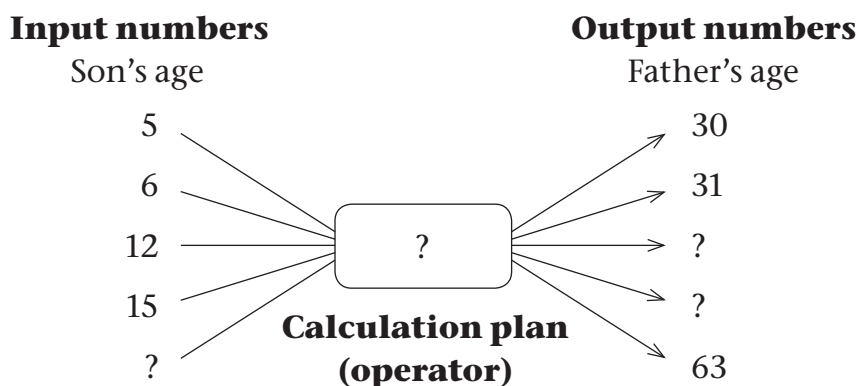 Input numbers Output numbers
Son’s age Father’s age
5 30
6 31
12 ? ?
15 ?
Calculation plan
? (operator) 63